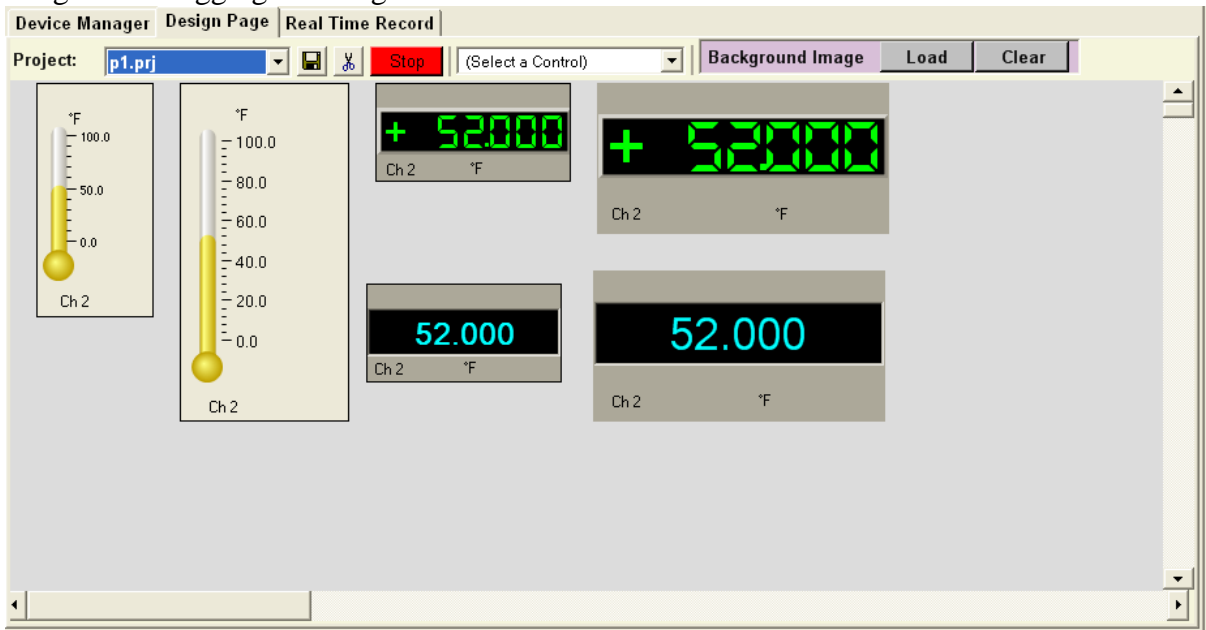 Device Manager Design Page Real Time Record
Project: p1.prj Stop (Select a Control) Background Image Load Clear
°F
100.0
50.0
0.0
Ch 2
°F
100.0
80.0
60.0
40.0
20.0
0.0
Ch 2
+ 52.000
Ch 2 °F
+ 52.000
Ch 2 °F
52.000
Ch 2 °F
52.000
Ch 2 °F